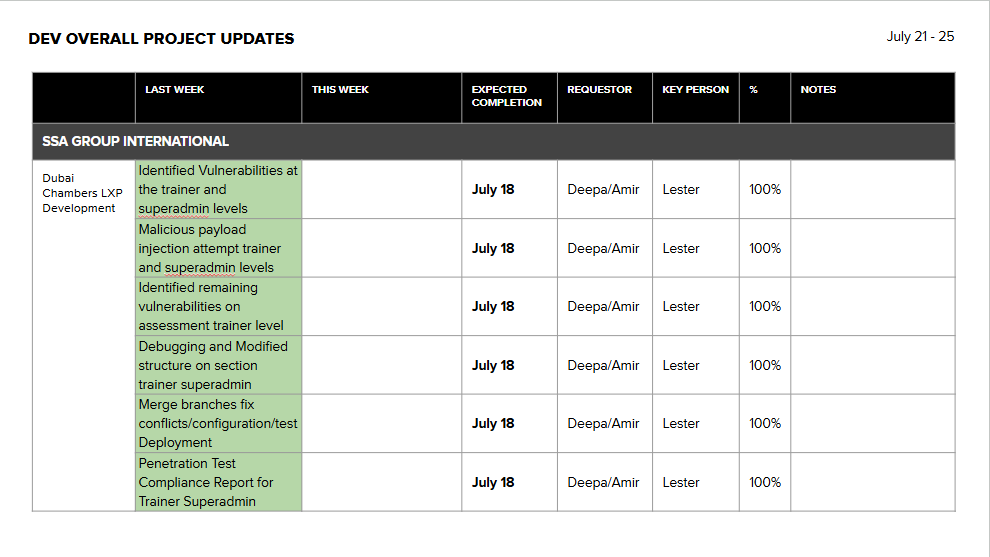 DEV OVERALL PROJECT UPDATES
July 21 - 25
LAST WEEK
THIS WEEK
EXPECTED
COMPLETION
REQUESTOR
KEY PERSON
%
NOTES
SSA GROUP INTERNATIONAL
Dubai
Chambers LXP
Development
Identified Vulnerabilities at
the trainer and
superadmin levels
July 18
Deepa/Amir
Lester
100%
Malicious payload
injection attempt trainer
and superadmin levels
July 18
Deepa/Amir
Lester
100%
Identified remaining
vulnerabilities on
assessment trainer level
July 18
Deepa/Amir
Lester
100%
Debugging and Modified
structure on section
trainer superadmin
July 18
Deepa/Amir
Lester
100%
Merge branches fix
conflicts/configuration/test
Deployment
July 18
Deepa/Amir
Lester
100%
Penetration Test
Compliance Report for
Trainer Superadmin
July 18
Deepa/Amir
Lester
100%